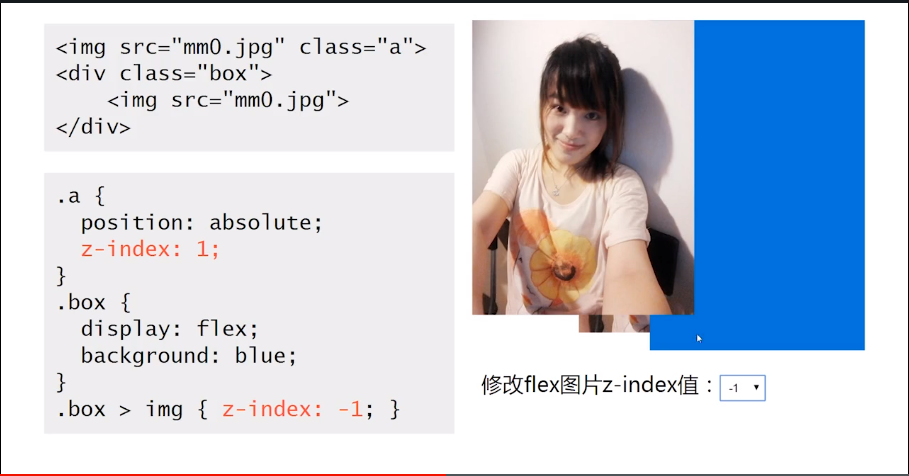 <img src="mm0.jpg" class="a">
<div class="box">
    <img src="mm0.jpg">
</div>
.a {
  position: absolute;
  z-index: 1;
}
.box {
  display: flex;
  background: blue;
}
.box > img { z-index: -1; }
修改flex图片z-index值：-1